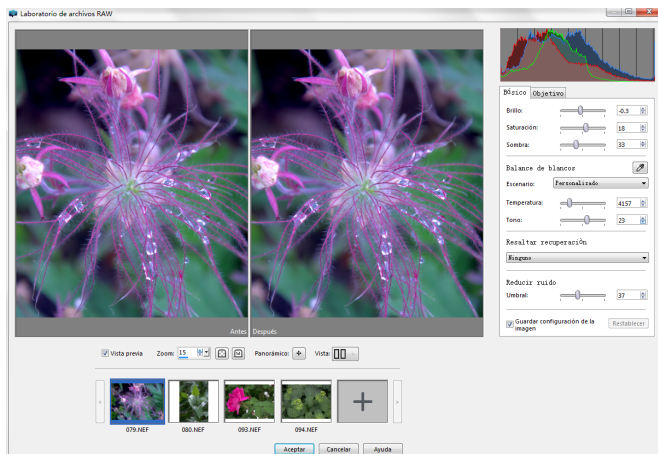 Laboratorio de archivos RAW
Antes
Después
Básico Objetivo
Brillo: -0.3
Saturación: 18
Sombra: 33
Balance de blancos
Escenario: Personalizado
Temperatura: 4157
Tono: 23
Resaltar recuperación
Ninguno
Reducir ruido
Umbral: 37
Guardar configuración de la
imagen
Restablecer
Vista previa Zoom: 15 Panorámico: Vista:
079.NEF 080.NEF 093.NEF 094.NEF
Aceptar Cancelar Ayuda